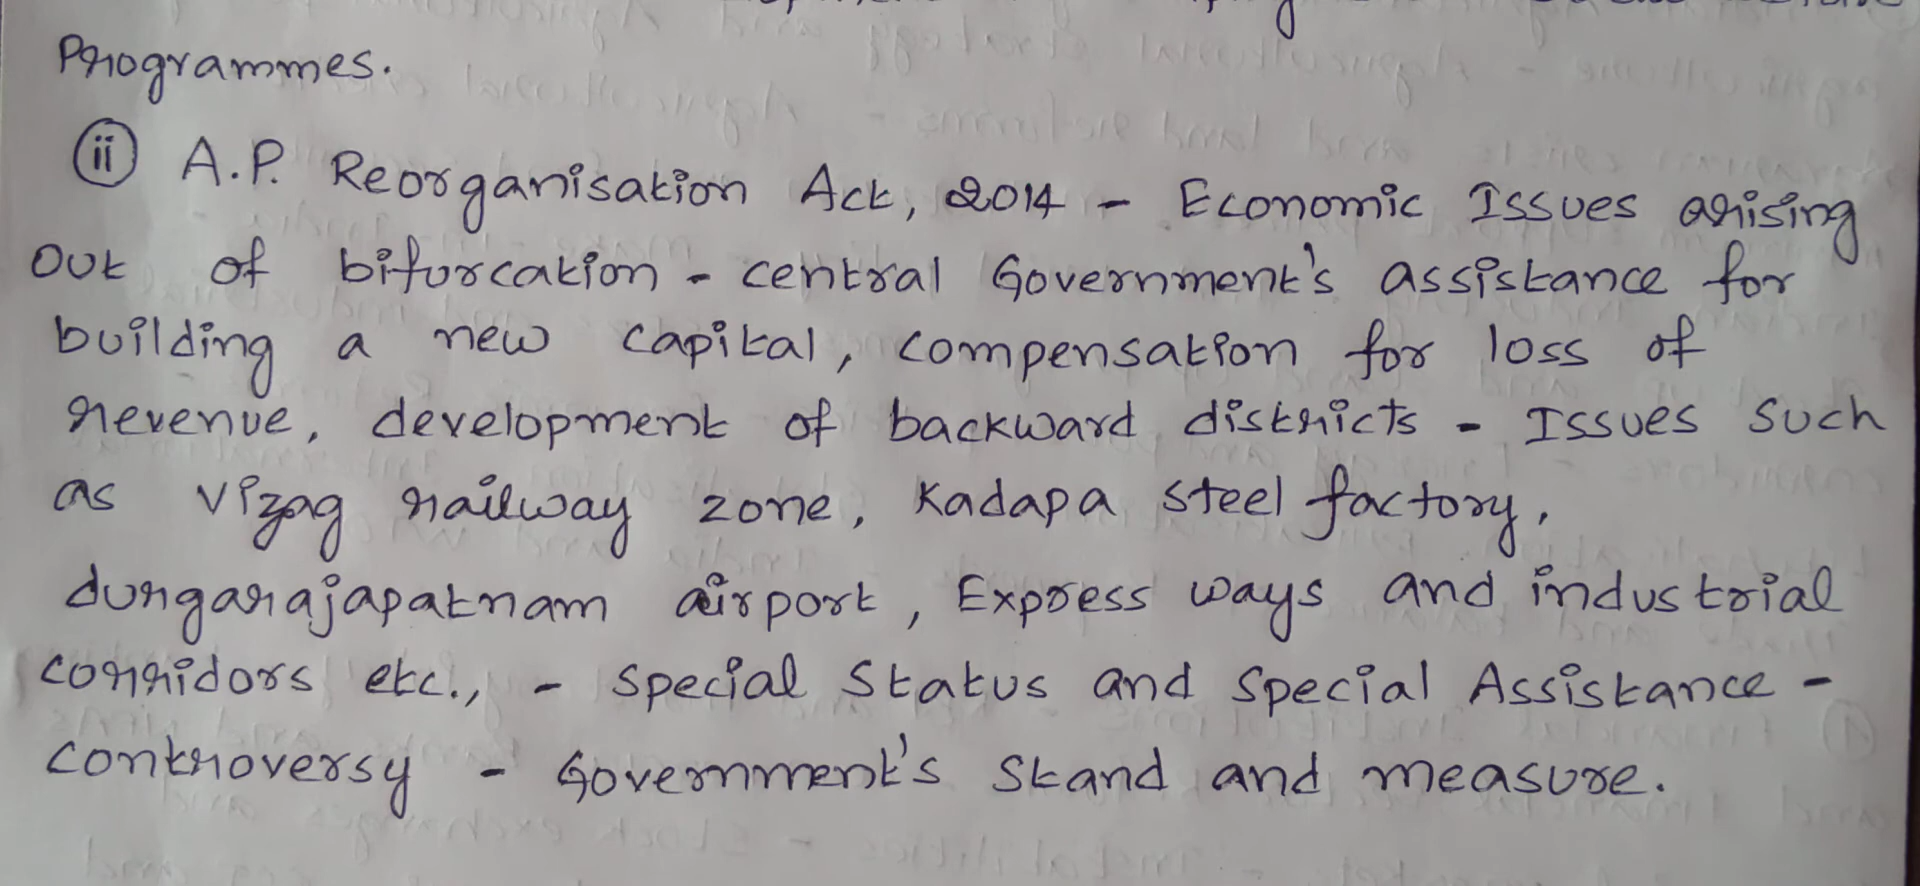 Programmes.
(ii) A.P. Reorganisation Act, 2014 - Economic Issues arising
out of bifurcation - central Government's assistance for
building a new capital, compensation for loss of
revenue, development of backward districts - Issues such
as vizag railway zone, Kadapa steel factory,
durgarajapatnam airport, Express ways and industrial
corridors etc., - special status and special Assistance -
controversy - Government's stand and measure.